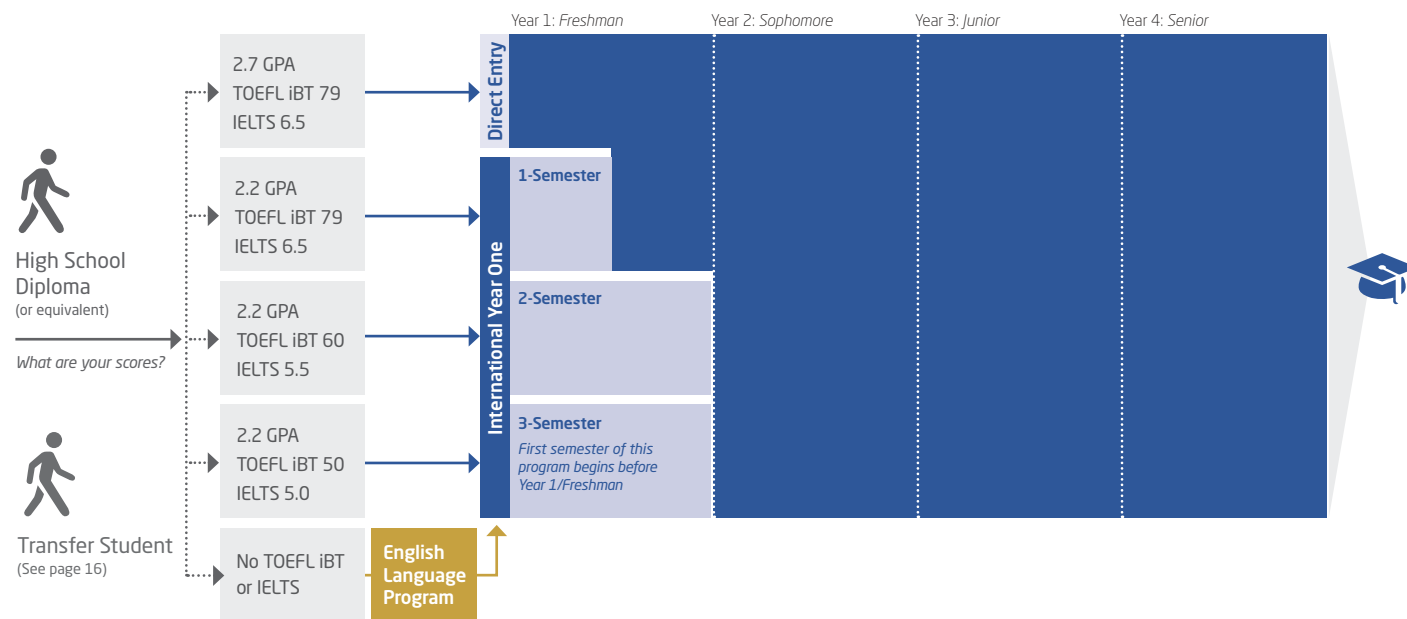 Year 1: Freshman
Year 2: Sophomore
Year 3: Junior
Year 4: Senior
2.7 GPA
TOEFL iBT 79
IELTS 6.5
Direct Entry
2.2 GPA
TOEFL iBT 79
IELTS 6.5
International Year One
1-Semester
High School
Diploma
(or equivalent)
What are your scores?
2.2 GPA
TOEFL iBT 60
IELTS 5.5
2-Semester
2.2 GPA
TOEFL iBT 50
IELTS 5.0
3-Semester
First semester of this
program begins before
Year 1/Freshman
Transfer Student
(See page 16)
No TOEFL iBT
or IELTS
English
Language
Program